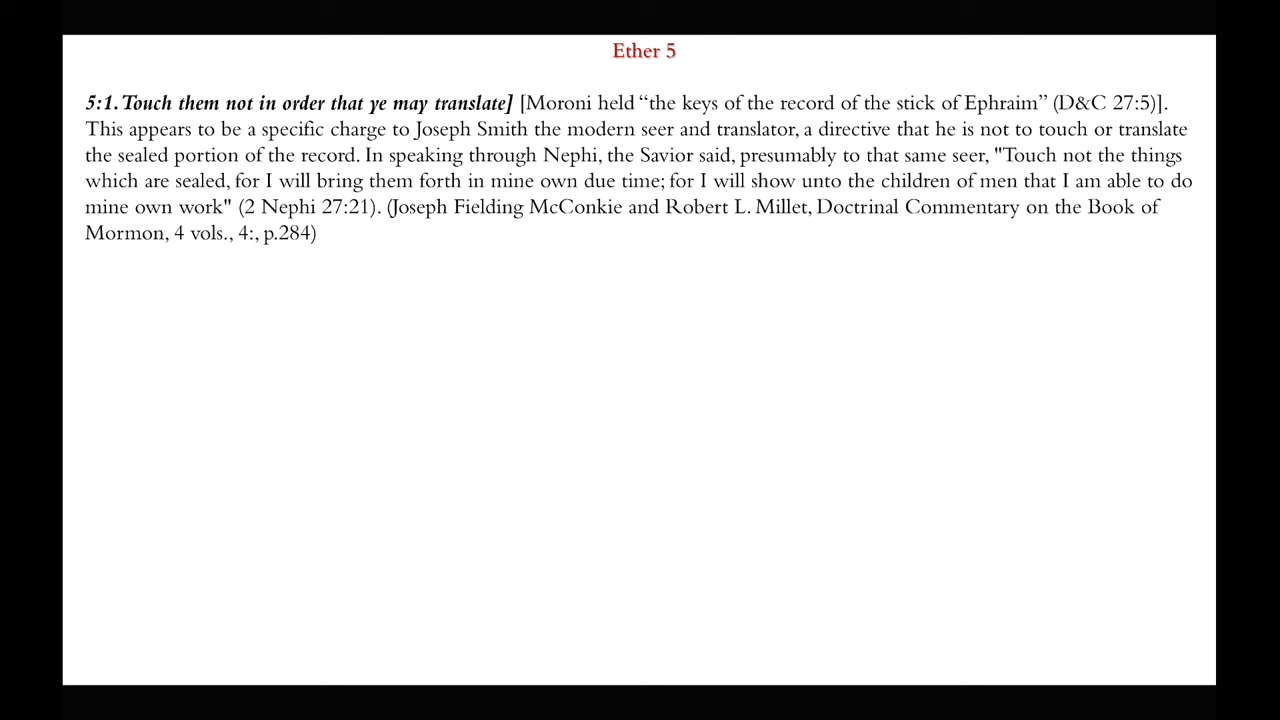 Ether 5
5:1. Touch them not in order that ye may translate] [Moroni held “the keys of the record of the stick of Ephraim” (D&C 27:5)].
This appears to be a specific charge to Joseph Smith the modern seer and translator, a directive that he is not to touch or translate
the sealed portion of the record. In speaking through Nephi, the Savior said, presumably to that same seer, "Touch not the things
which are sealed, for I will bring them forth in mine own due time; for I will show unto the children of men that I am able to do
mine own work" (2 Nephi 27:21). (Joseph Fielding McConkie and Robert L. Millet, Doctrinal Commentary on the Book of
Mormon, 4 vols., 4:, p.284)